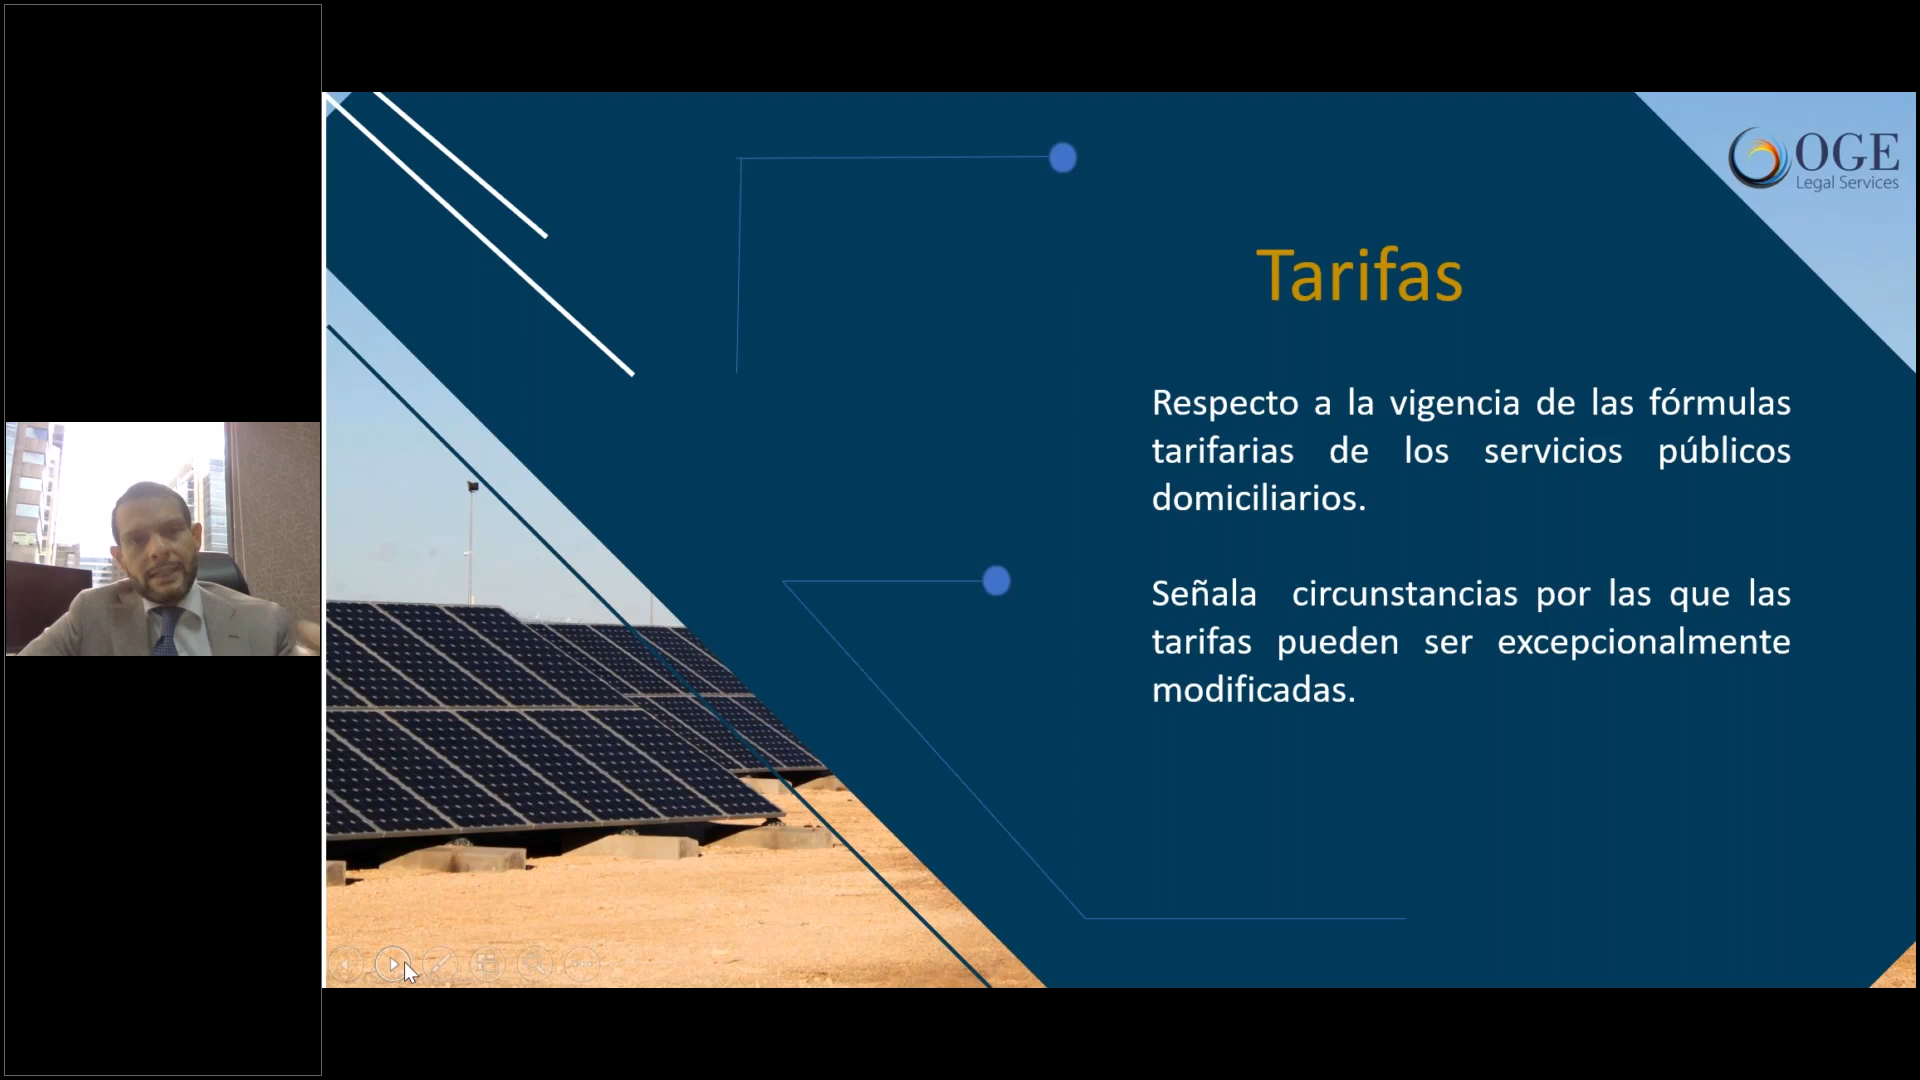 OGE
Legal Services
Tarifas
Respecto a la vigencia de las fórmulas
tarifarias de los servicios públicos
domiciliarios.
Señala circunstancias por las que las
tarifas pueden ser excepcionalmente
modificadas.